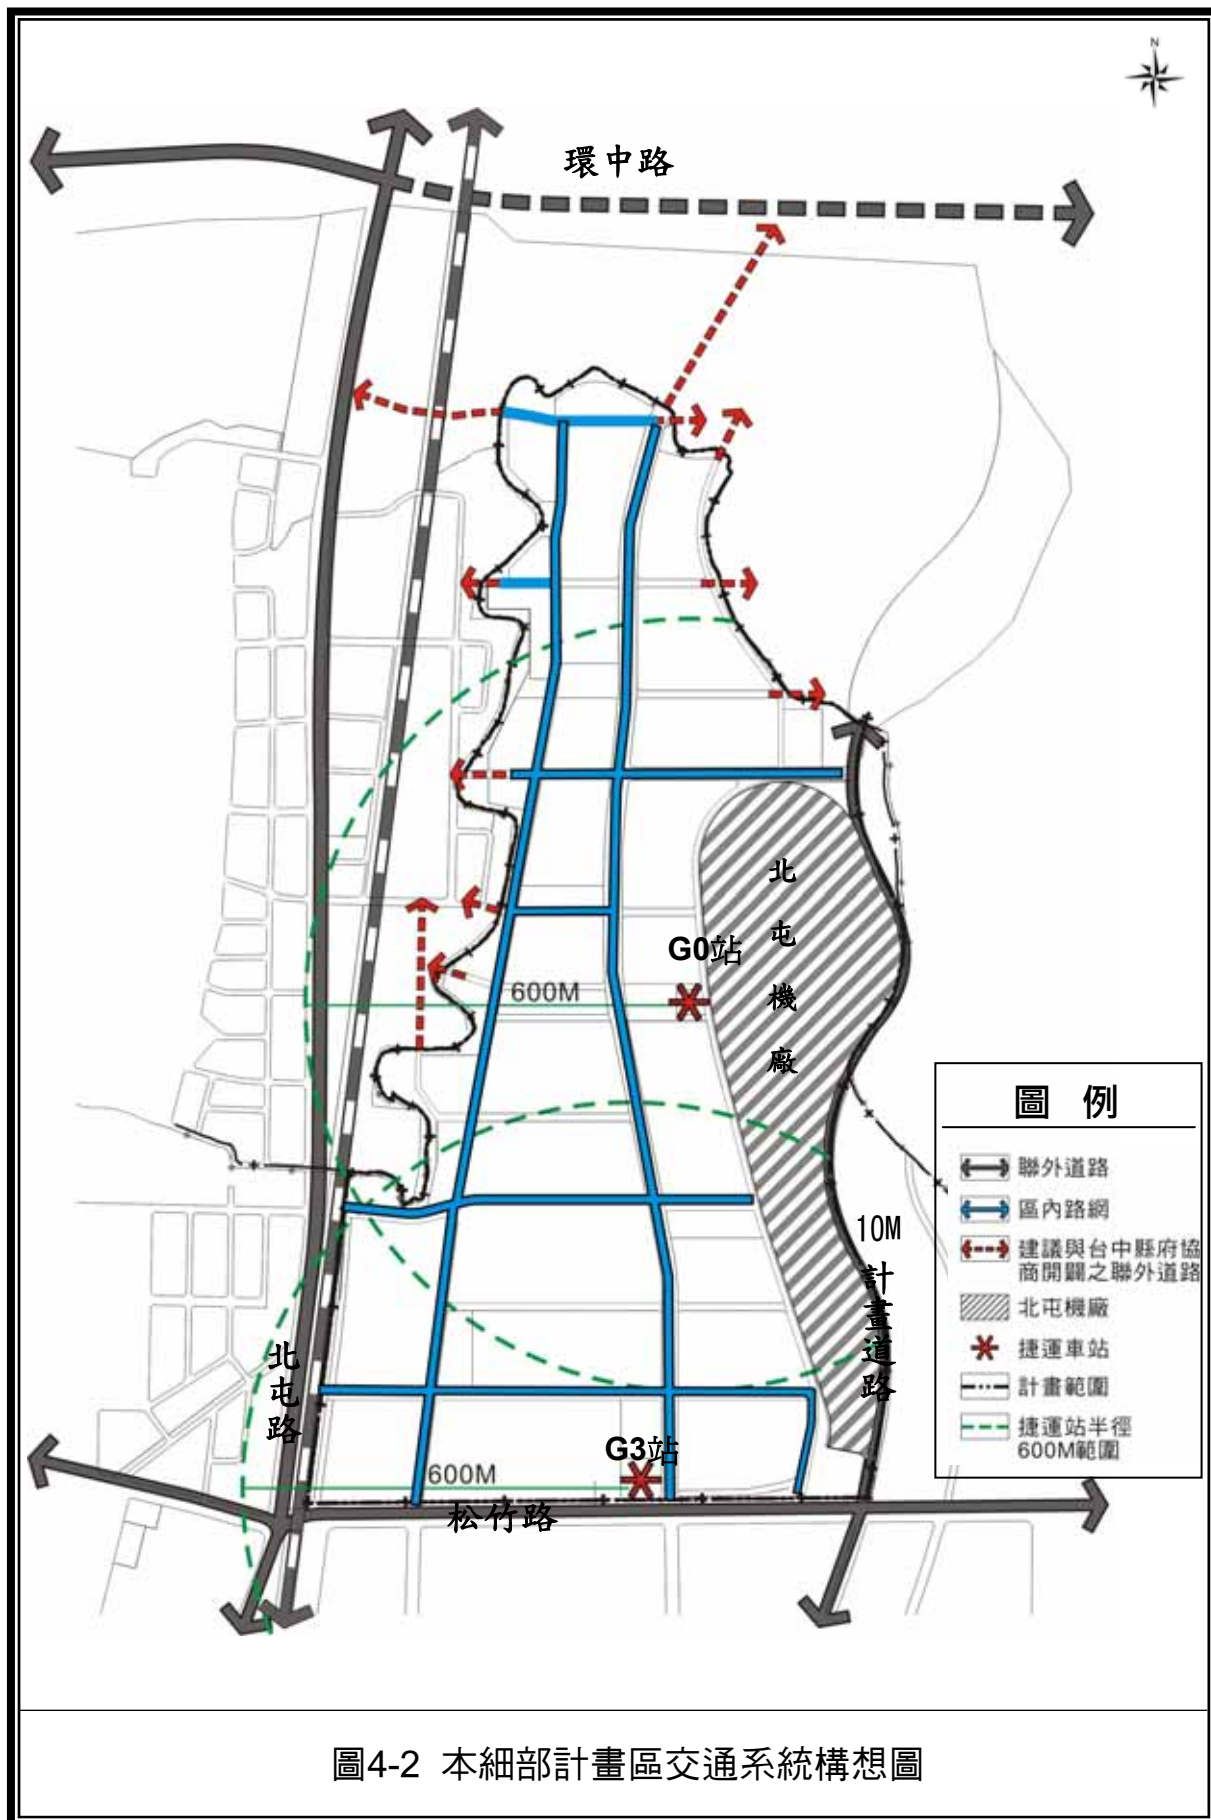 N
環中路
北屯機廠
G0站
600M
圖 例
聯外道路
區內路網
建議與台中縣府協
商開闢之聯外道路
北屯機廠
捷運車站
計畫範圍
捷運站半徑
600M範圍
10M
計畫道路
北屯路
G3站
600M
松竹路
圖4-2 本細部計畫區交通系統構想圖